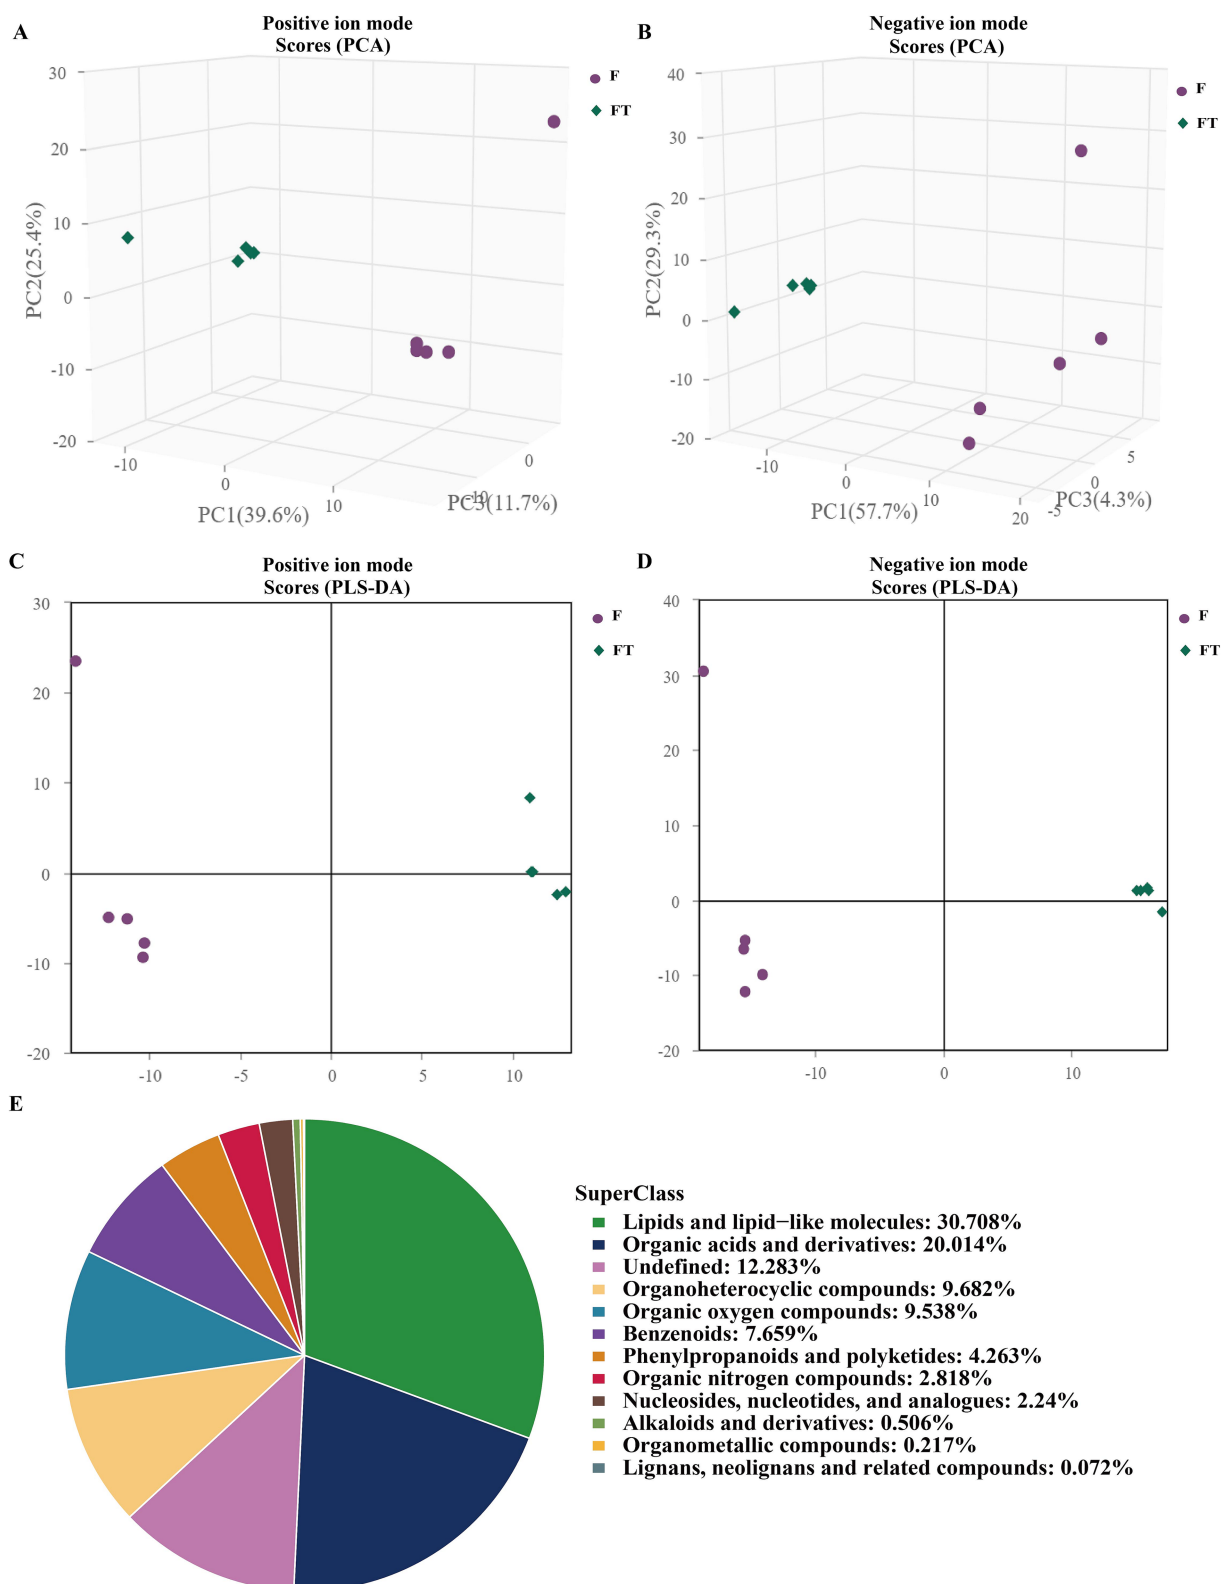 A
Positive ion mode
Scores (PCA)
F
FT
30
20
10
0
-10
-20
PC2(25.4%)
-10
0
10
PC1(39.6%)
-10
0
PC3(11.7%)
B
Negative ion mode
Scores (PCA)
F
FT
40
30
20
10
0
-10
-20
PC2(29.3%)
-10
0
10
20
PC1(57.7%)
-5
0
5
PC3(4.3%)
C
Positive ion mode
Scores (PLS-DA)
F
FT
30
20
10
0
-10
-20
-10
-5
0
5
10
D
Negative ion mode
Scores (PLS-DA)
F
FT
40
30
20
10
0
-10
-20
-10
0
10
E
SuperClass
Lipids and lipid−like molecules: 30.708%
Organic acids and derivatives: 20.014%
Undefined: 12.283%
Organoheterocyclic compounds: 9.682%
Organic oxygen compounds: 9.538%
Benzenoids: 7.659%
Phenylpropanoids and polyketides: 4.263%
Organic nitrogen compounds: 2.818%
Nucleosides, nucleotides, and analogues: 2.24%
Alkaloids and derivatives: 0.506%
Organometallic compounds: 0.217%
Lignans, neolignans and related compounds: 0.072%